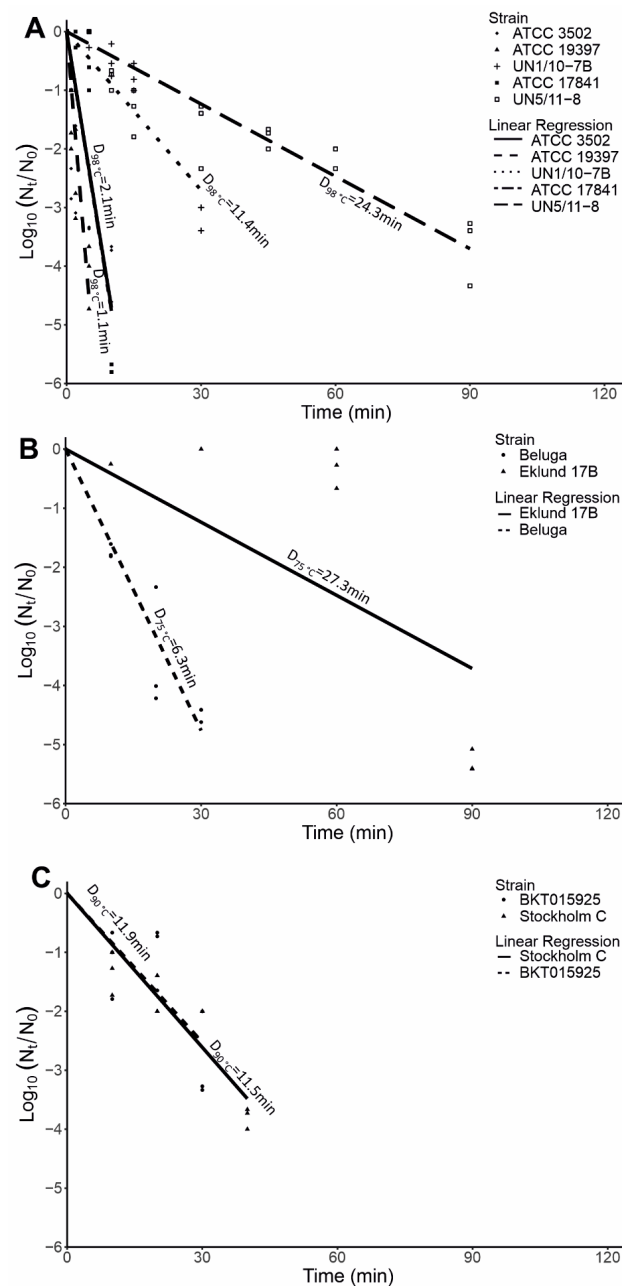 A
Strain
ATCC 3502
ATCC 19397
UN1/10−7B
ATCC 17841
UN5/11−8
Linear Regression
ATCC 3502
ATCC 19397
UN1/10−7B
ATCC 17841
UN5/11−8
Log₁₀ (Nₜ/N₀)
0
−1
−2
−3
−4
−5
−6
D₉₈°C=2.1min
D₉₈°C=1.1min
D₉₈°C=11.4min
D₉₈°C=24.3min
0 30 60 90 120
Time (min)
B
Strain
Beluga
Eklund 17B
Linear Regression
Eklund 17B
Beluga
Log₁₀ (Nₜ/N₀)
0
−1
−2
−3
−4
−5
−6
D₇₅°C=27.3min
D₇₅°C=6.3min
0 30 60 90 120
Time (min)
C
Strain
BKT015925
Stockholm C
Linear Regression
Stockholm C
BKT015925
Log₁₀ (Nₜ/N₀)
0
−1
−2
−3
−4
−5
−6
D₉₀°C=11.9min
D₉₀°C=11.5min
0 30 60 90 120
Time (min)